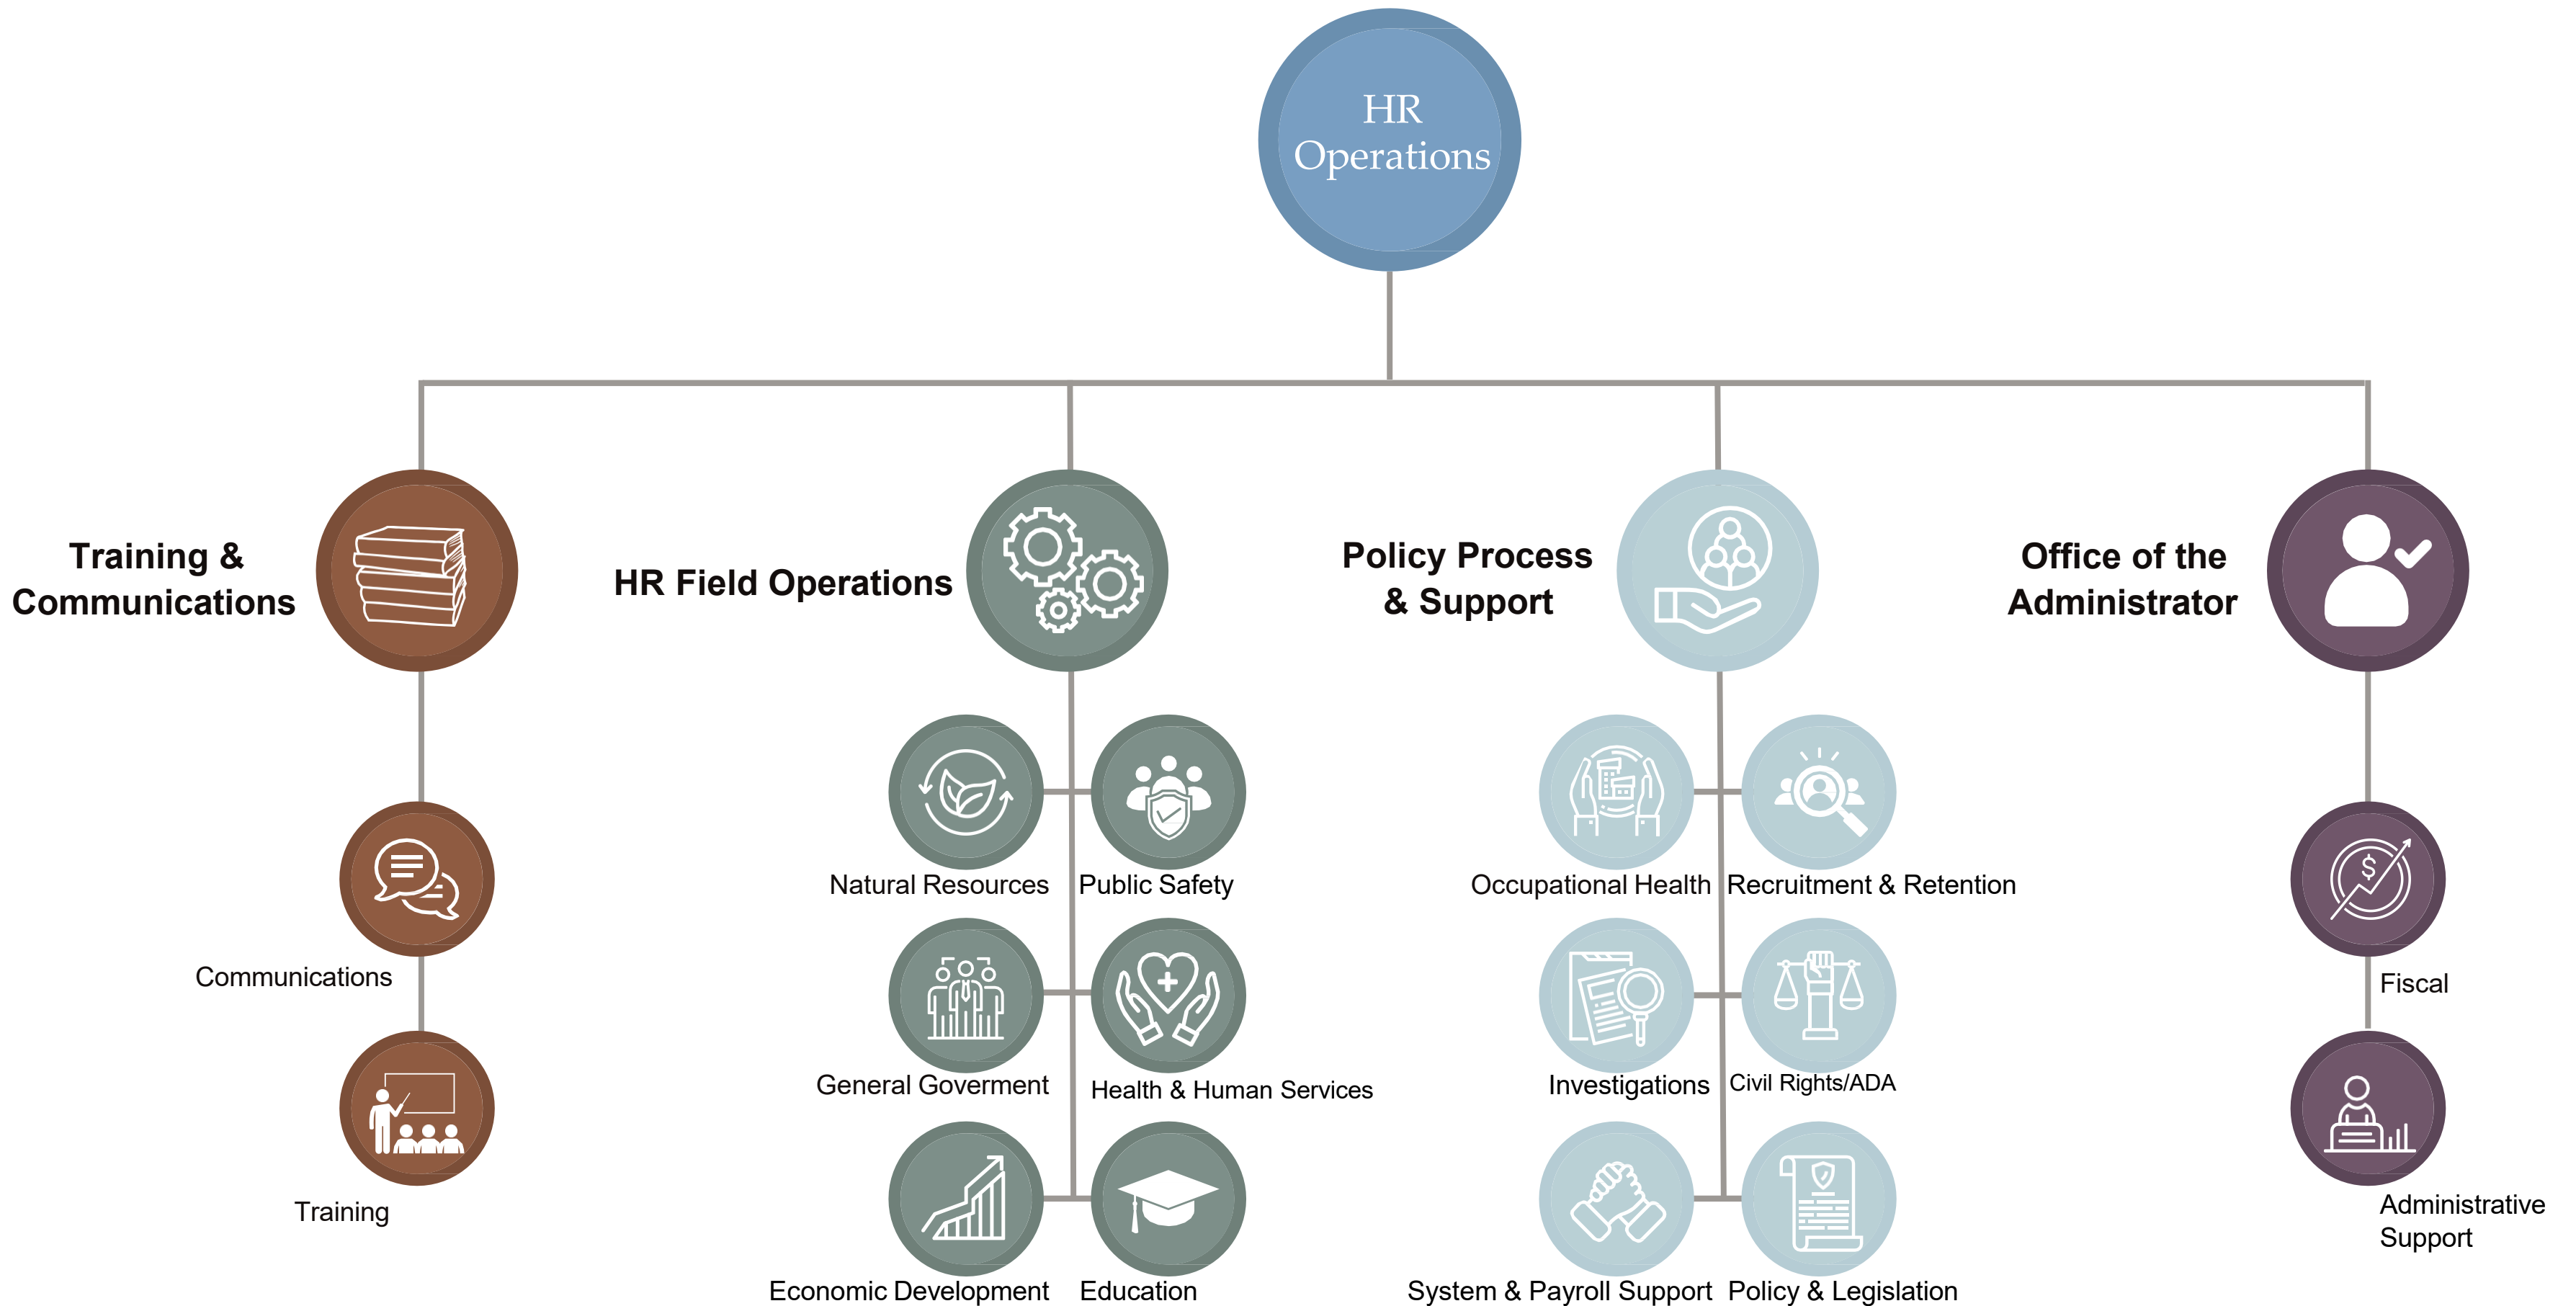 HR
Operations
Training &
Communications
HR Field Operations
Policy Process
& Support
Office of the
Administrator
Communications
Training
Natural Resources
Public Safety
General Goverment
Health & Human Services
Economic Development
Education
Occupational Health
Recruitment & Retention
Investigations
Civil Rights/ADA
System & Payroll Support
Policy & Legislation
$
Fiscal
Administrative
Support